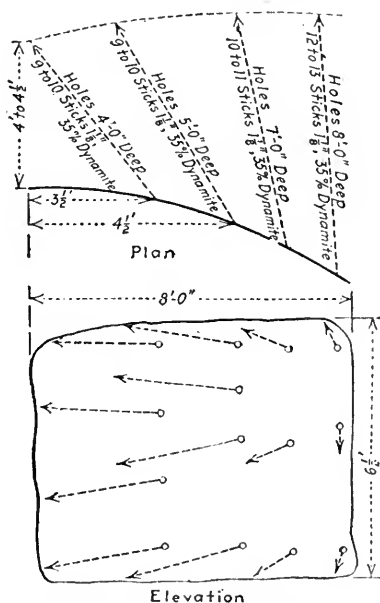 4' to 4½'
Holes 4'-0" Deep
9 to 10 Sticks 1⅛"
35% Dynamite
Holes 5'-0" Deep
9 to 10 Sticks 1⅛", 35% Dynamite
Holes 7'-0" Deep
10 to 11 Sticks 1⅛", 35% Dynamite
Holes 8'-0" Deep
12 to 13 Sticks 1⅛", 35% Dynamite
3½'
4½'
Plan
8'-0"
6½'
Elevation